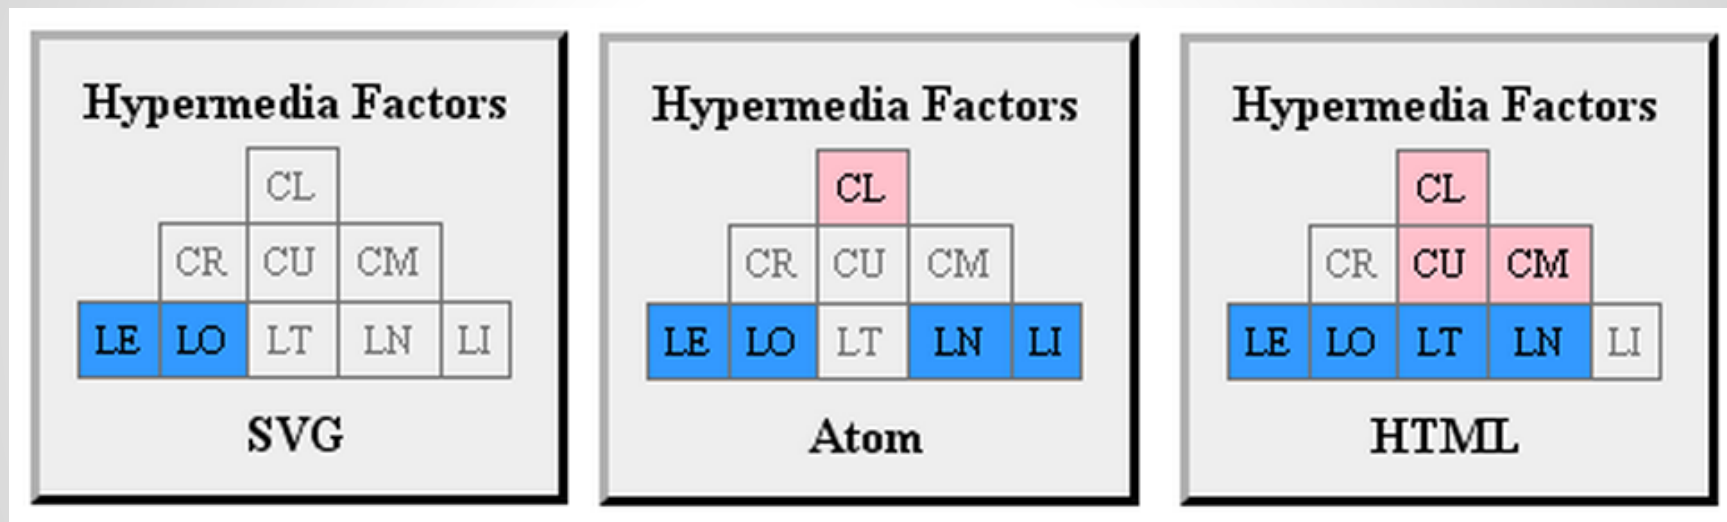 Hypermedia Factors
CL
CR CU CM
LE LO LT LN LI
SVG
Hypermedia Factors
CL
CR CU CM
LE LO LT LN LI
Atom
Hypermedia Factors
CL
CR CU CM
LE LO LT LN LI
HTML